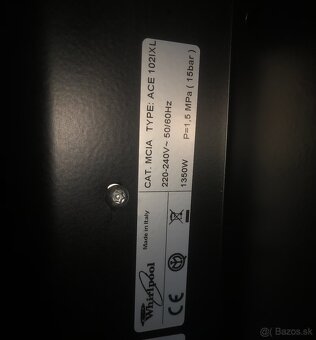 CAT. MCIA TYPE: ACE 102IXL
220-240V~ 50/60Hz P=1,5 MPa ( 15bar )
1350W
Made in Italy
Whirlpool
CE
© Bazos.sk